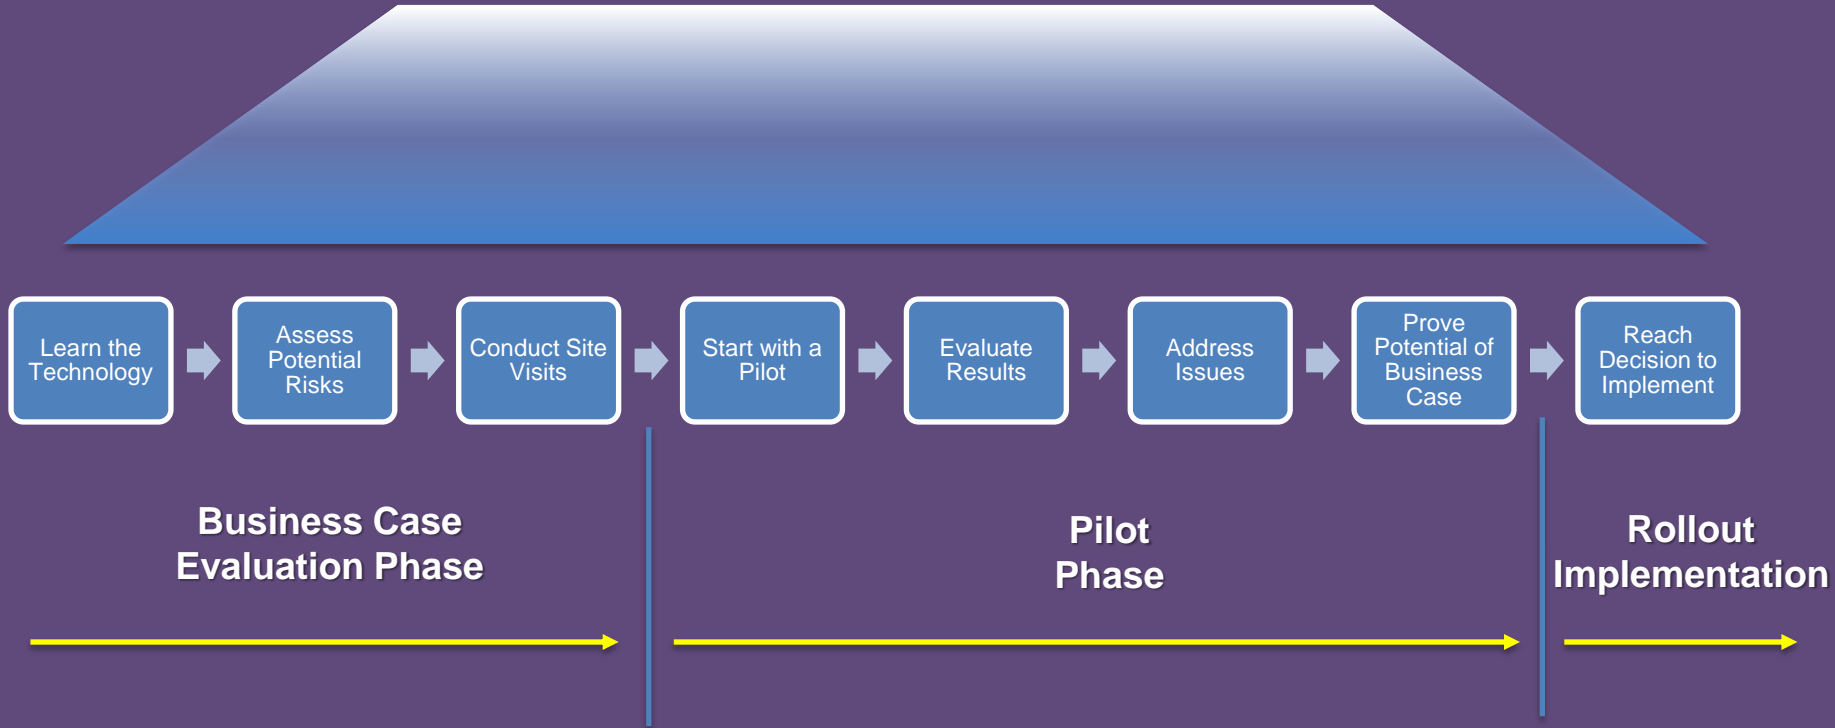 Learn the
Technology
Assess
Potential
Risks
Conduct Site
Visits
Start with a
Pilot
Evaluate
Results
Address
Issues
Prove
Potential of
Business
Case
Reach
Decision to
Implement
Business Case
Evaluation Phase
Pilot
Phase
Rollout
Implementation